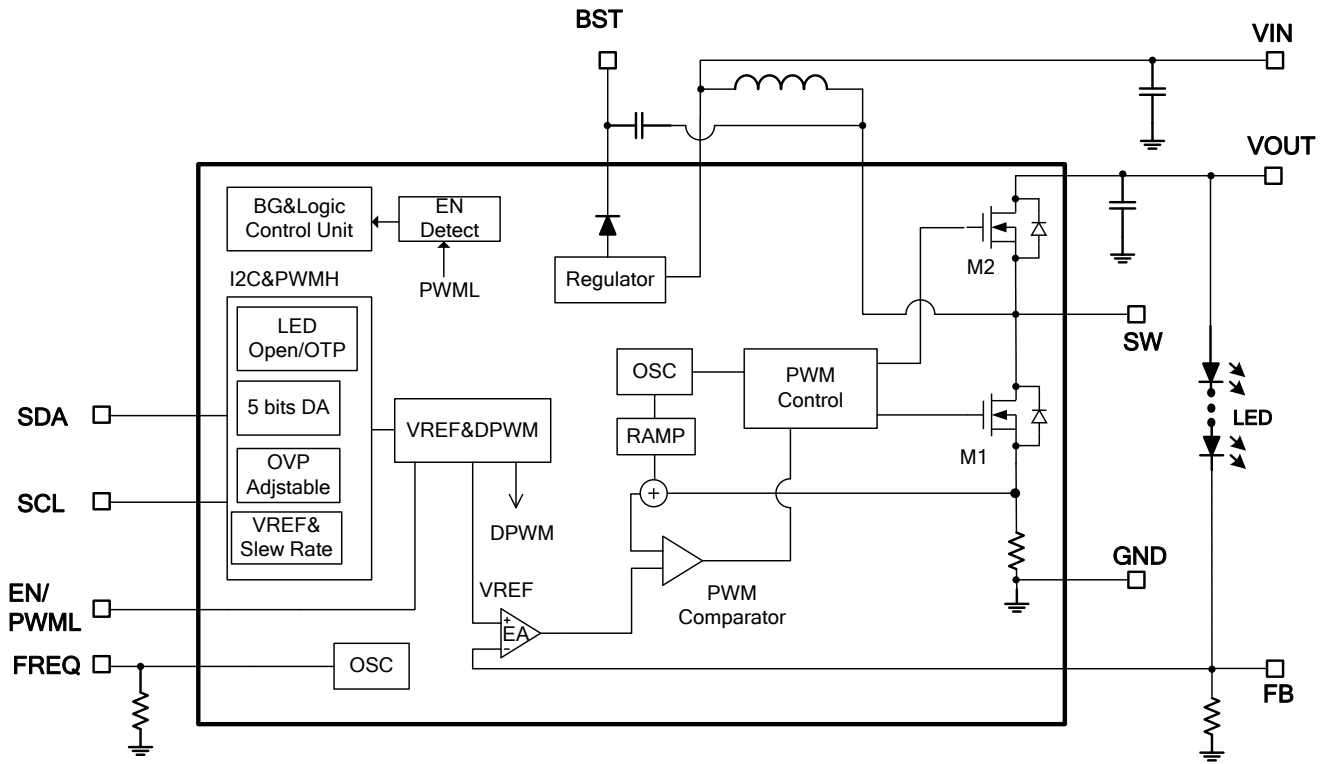 BST
VIN
VOUT
BG&Logic
Control Unit
EN
Detect
PWML
Regulator
M2
I2C&PWMH
LED
Open/OTP
5 bits DA
OVP
Adjstable
VREF&
Slew Rate
SDA
SCL
EN/
PWML
FREQ
VREF&DPWM
DPWM
OSC
RAMP
PWM
Control
M1
SW
LED
+
PWM
Comparator
GND
VREF
+
EA
-
OSC
FB